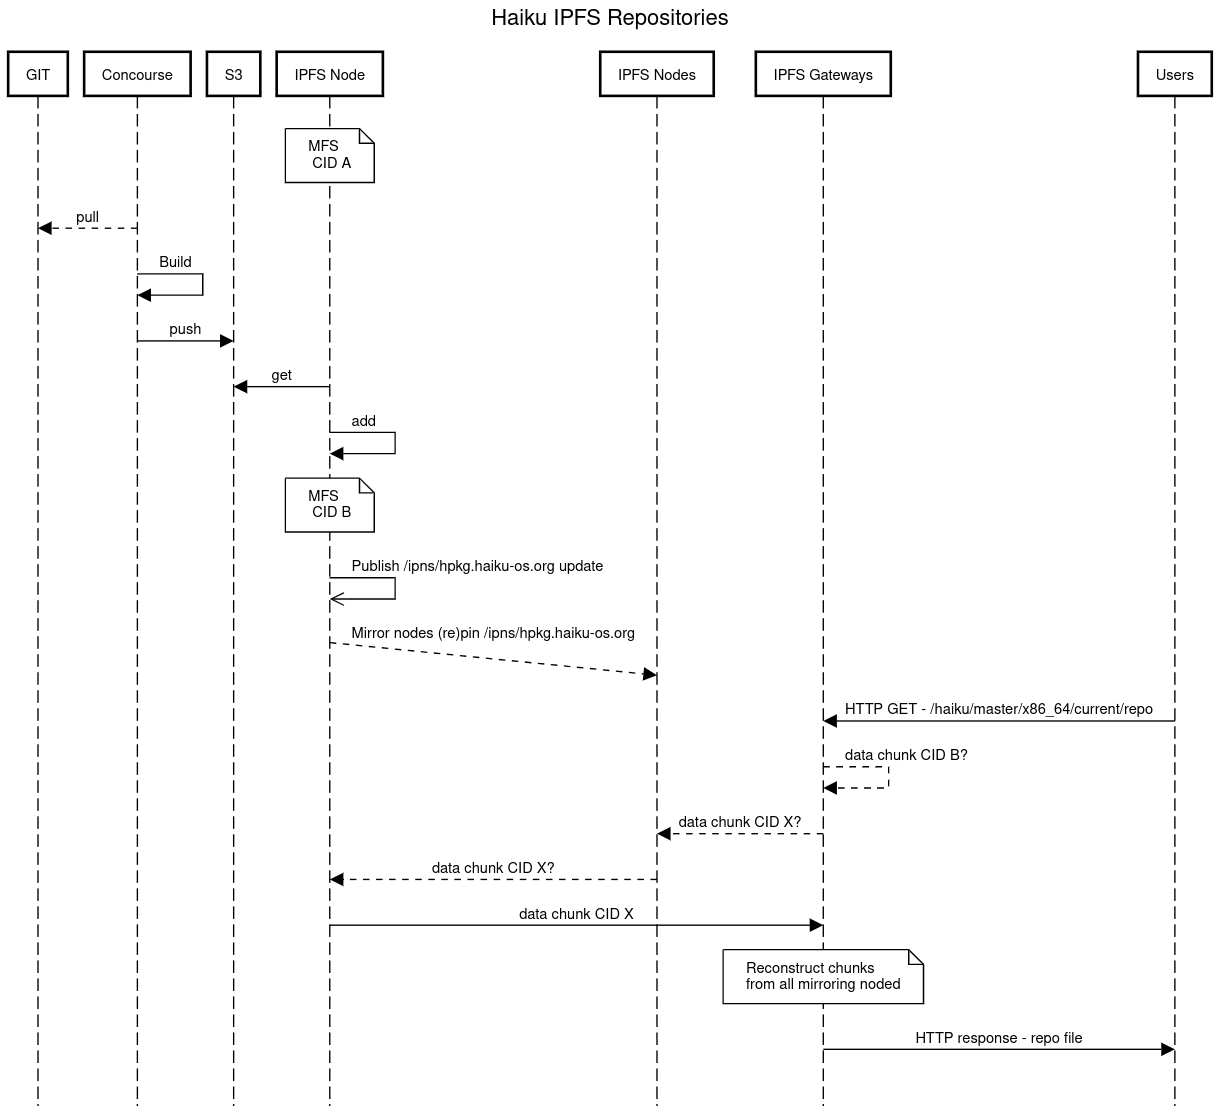 Haiku IPFS Repositories
GIT
Concourse
S3
IPFS Node
IPFS Nodes
IPFS Gateways
Users
MFS
CID A
pull
Build
push
get
add
MFS
CID B
Publish /ipns/hpkg.haiku-os.org update
Mirror nodes (re)pin /ipns/hpkg.haiku-os.org
HTTP GET - /haiku/master/x86_64/current/repo
data chunk CID B?
data chunk CID X?
data chunk CID X?
data chunk CID X
Reconstruct chunks
from all mirroring noded
HTTP response - repo file